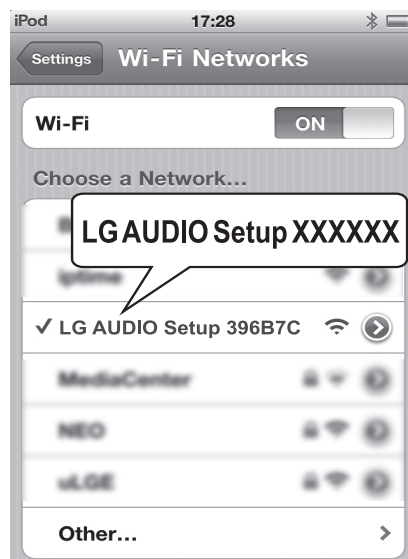 iPod
17:28
Settings
Wi-Fi Networks
Wi-Fi
ON
Choose a Network...
LG AUDIO Setup XXXXXX
iptime
✓ LG AUDIO Setup 396B7C
MediaCenter
NEO
uLGE
Other...